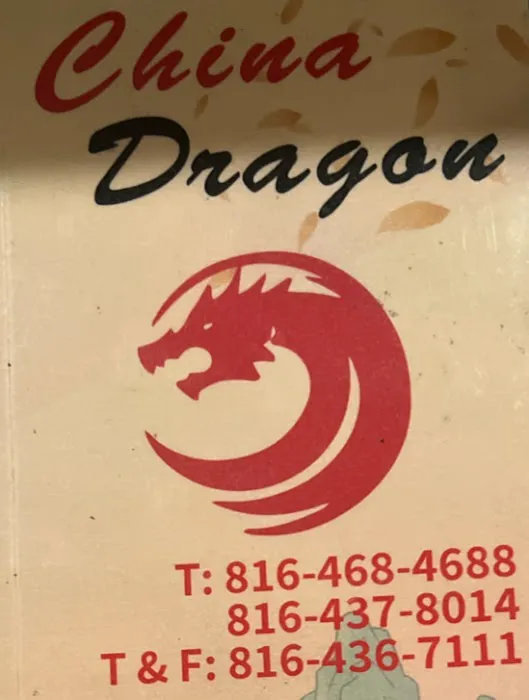 China
Dragon
T: 816-468-4688
816-437-8014
T & F: 816-436-7111